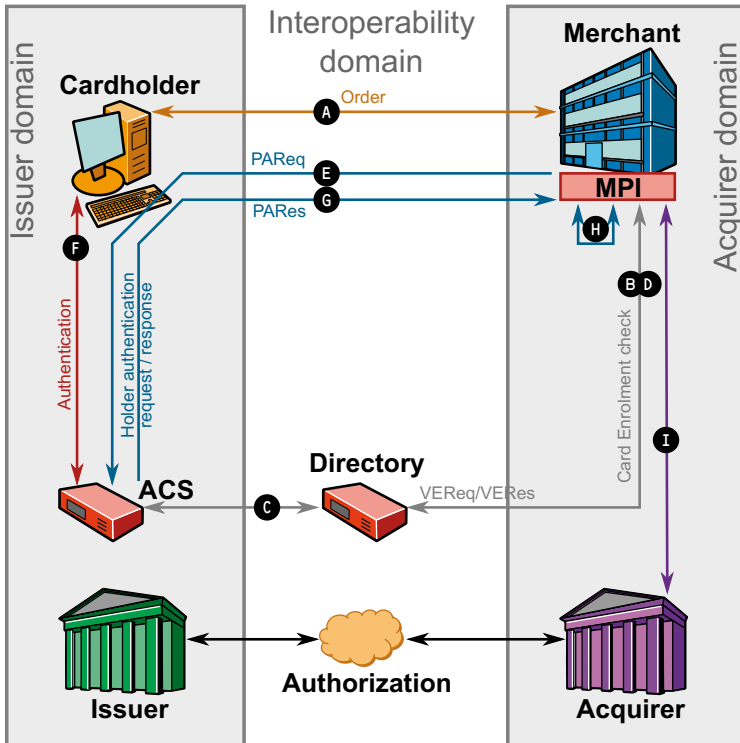 Interoperability
domain
Issuer domain
Acquirer domain
Cardholder
Merchant
A
Order
PAReq
E
MPI
G
PARes
H
F
B
D
Authentication
Holder authentication
request / response
Card Enrolment check
I
Directory
ACS
C
VEReq/VERes
Issuer
Authorization
Acquirer